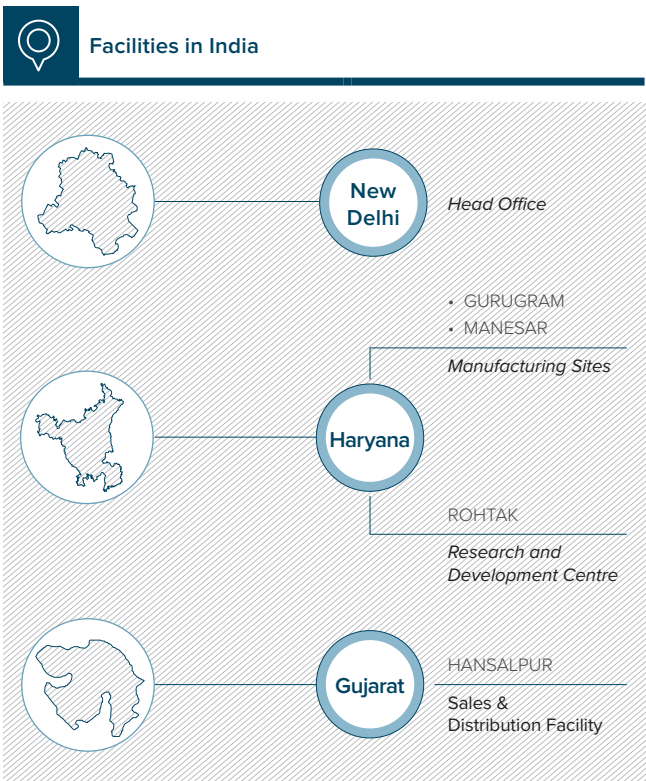 Facilities in India
New
Delhi
Head Office
• GURUGRAM
• MANESAR
Manufacturing Sites
Haryana
ROHTAK
Research and
Development Centre
Gujarat
HANSALPUR
Sales &
Distribution Facility